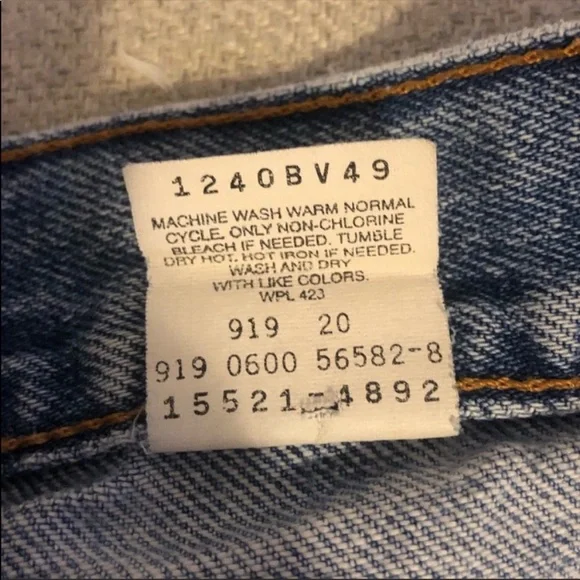 1240BV49
MACHINE WASH WARM NORMAL
CYCLE. ONLY NON-CHLORINE
BLEACH IF NEEDED. TUMBLE
DRY HOT. HOT IRON IF NEEDED.
WASH AND DRY
WITH LIKE COLORS.
WPL 423
919 20
919 0600 56582-8
15521-4892